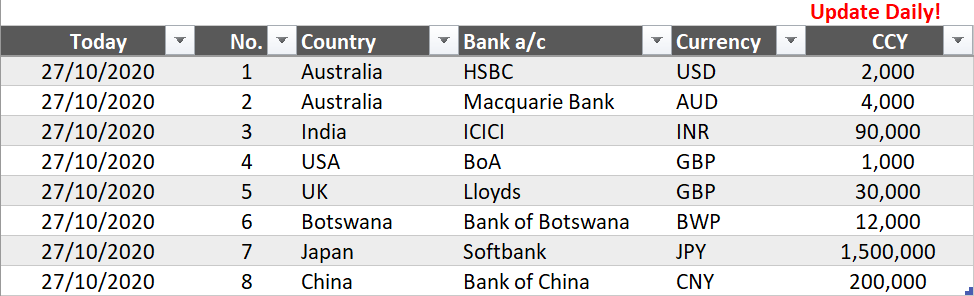 Update Daily!
Today No. Country Bank a/c Currency CCY
27/10/2020 1 Australia HSBC USD 2,000
27/10/2020 2 Australia Macquarie Bank AUD 4,000
27/10/2020 3 India ICICI INR 90,000
27/10/2020 4 USA BoA GBP 1,000
27/10/2020 5 UK Lloyds GBP 30,000
27/10/2020 6 Botswana Bank of Botswana BWP 12,000
27/10/2020 7 Japan Softbank JPY 1,500,000
27/10/2020 8 China Bank of China CNY 200,000